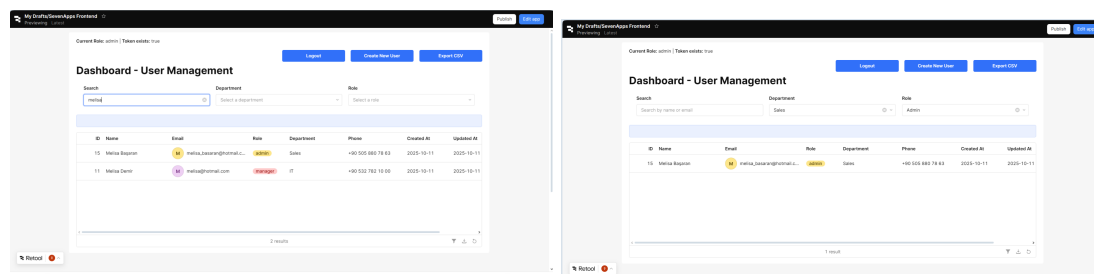 My Drafts/SevenApps Frontend
Previewing Latest
Publish
Edit app
Current Role: admin | Token exists: true
Logout
Create New User
Export CSV
Dashboard - User Management
Search
Department
Role
melisa
Select a department
Select a role
ID Name Email Role Department Phone Created At Updated At
15 Melisa Başaran M melisa_basaran@hotmail.c... admin Sales +90 505 880 78 63 2025-10-11 2025-10-11
11 Melisa Demir M melisa@hotmail.com manager IT +90 532 782 10 00 2025-10-11 2025-10-11
2 results
Retool
My Drafts/SevenApps Frontend
Previewing Latest
Publish
Edit app
Current Role: admin | Token exists: true
Logout
Create New User
Export CSV
Dashboard - User Management
Search
Department
Role
Search by name or email
Sales
Admin
ID Name Email Role Department Phone Created At Updated At
15 Melisa Başaran M melisa_basaran@hotmail.c... admin Sales +90 505 880 78 63 2025-10-11 2025-10-11
1 result
Retool